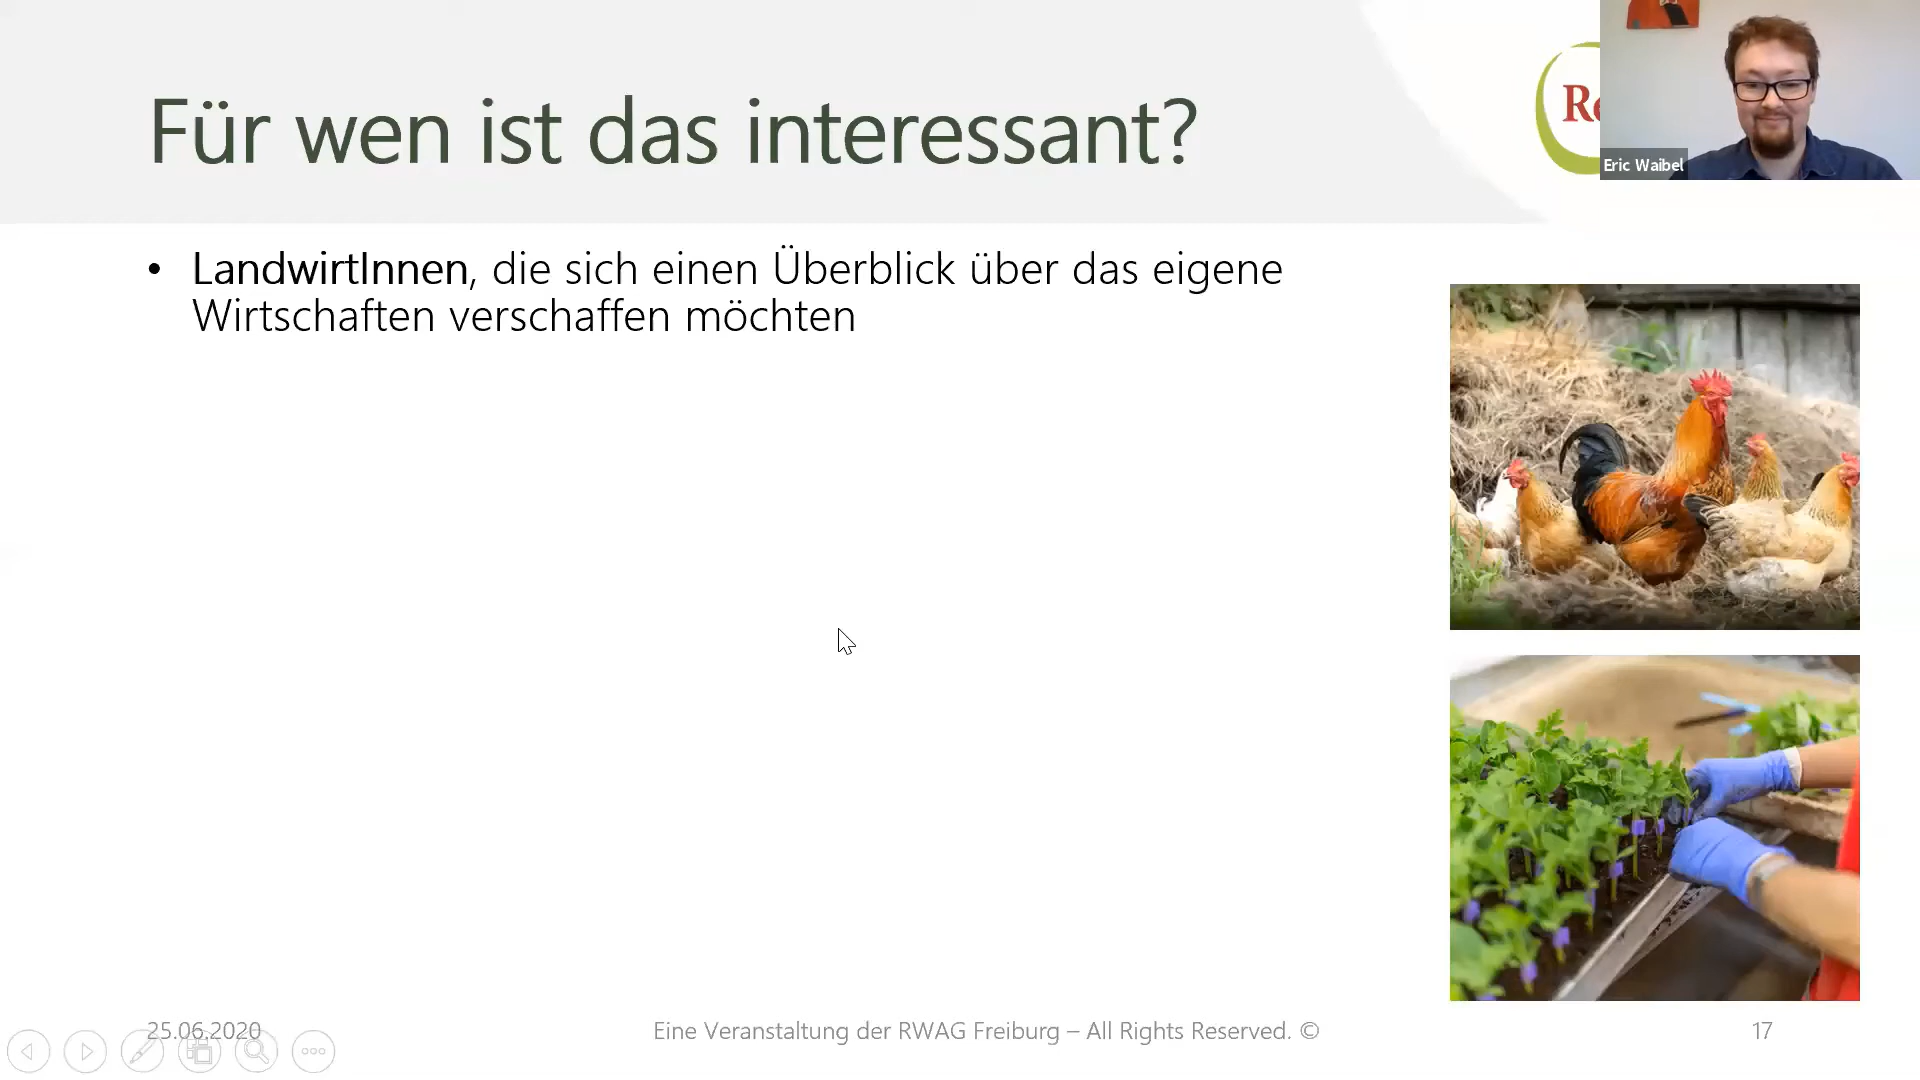 Für wen ist das interessant?
Re
Eric Waibel
• LandwirtInnen, die sich einen Überblick über das eigene
Wirtschaften verschaffen möchten
25.06.2020
Eine Veranstaltung der RWAG Freiburg – All Rights Reserved. ©
17